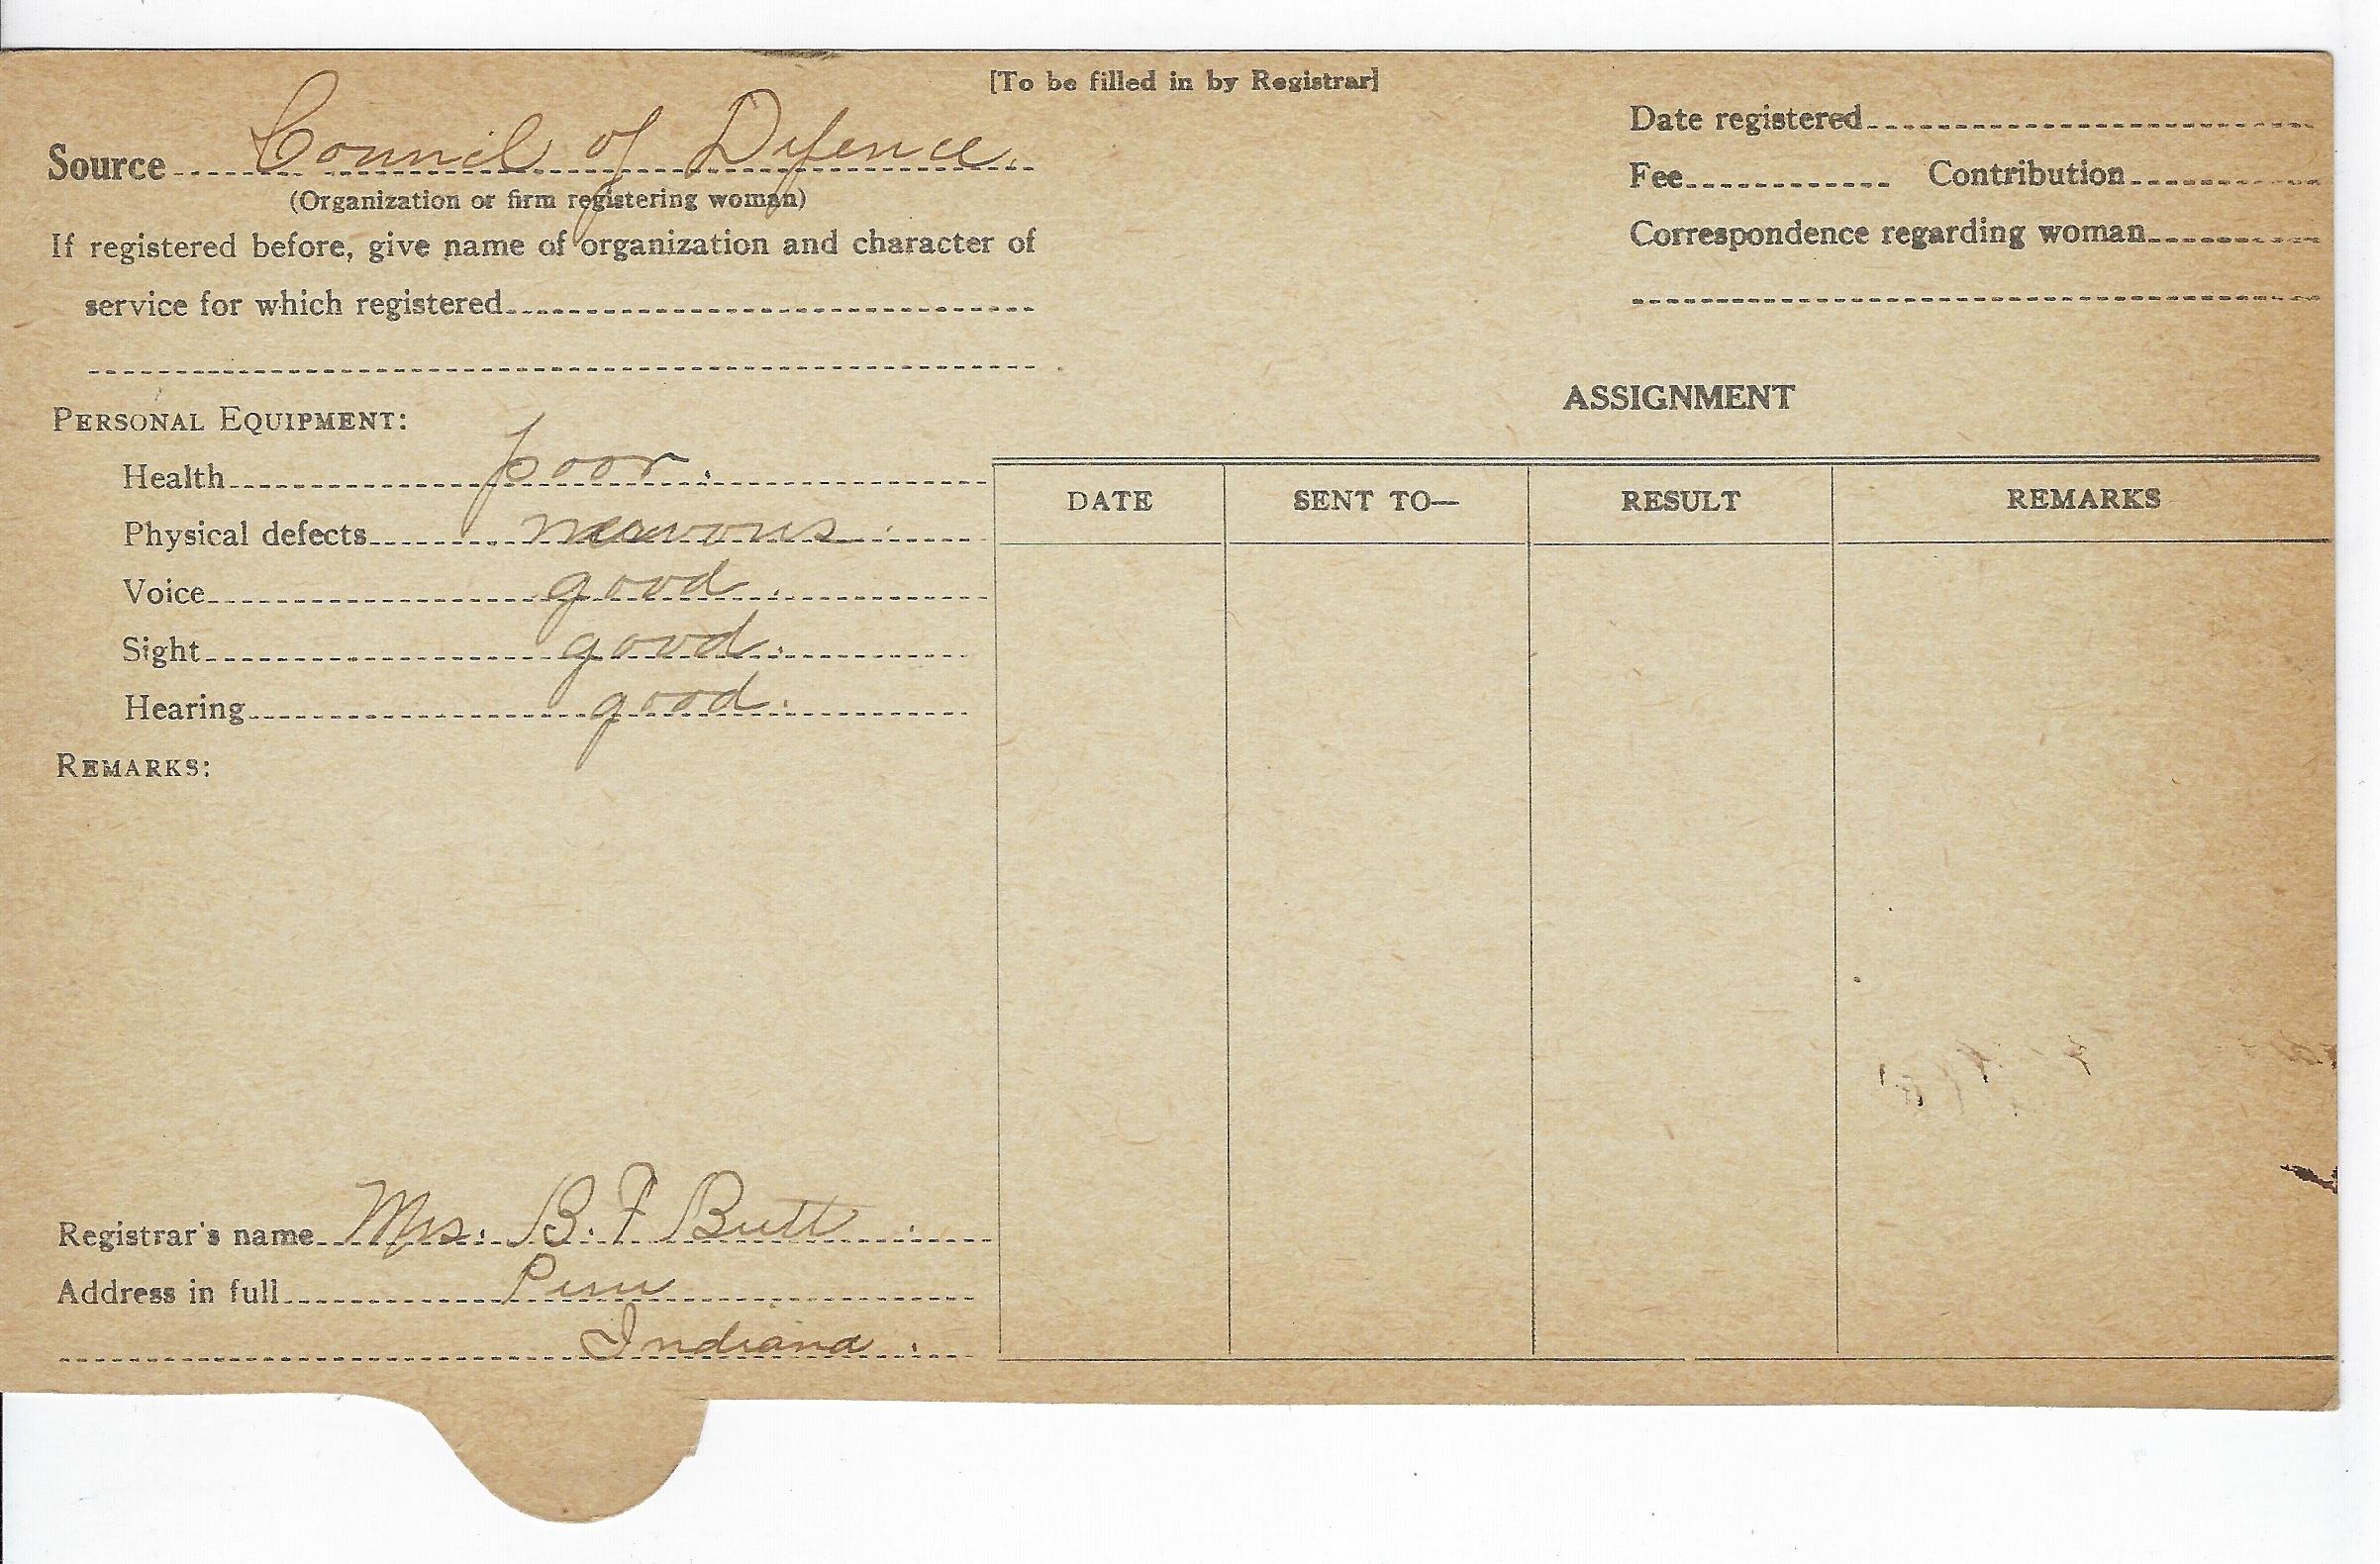 [To be filled in by Registrar]
Source Council of Defence.
(Organization or firm registering woman)
If registered before, give name of organization and character of
service for which registered
Date registered
Fee Contribution
Correspondence regarding woman
PERSONAL EQUIPMENT:
Health poor.
Physical defects nervous.
Voice good.
Sight good.
Hearing good.
REMARKS:
ASSIGNMENT
DATE SENT TO— RESULT REMARKS
Registrar's name Mrs. B. F Butt.
Address in full Peru
Indiana.